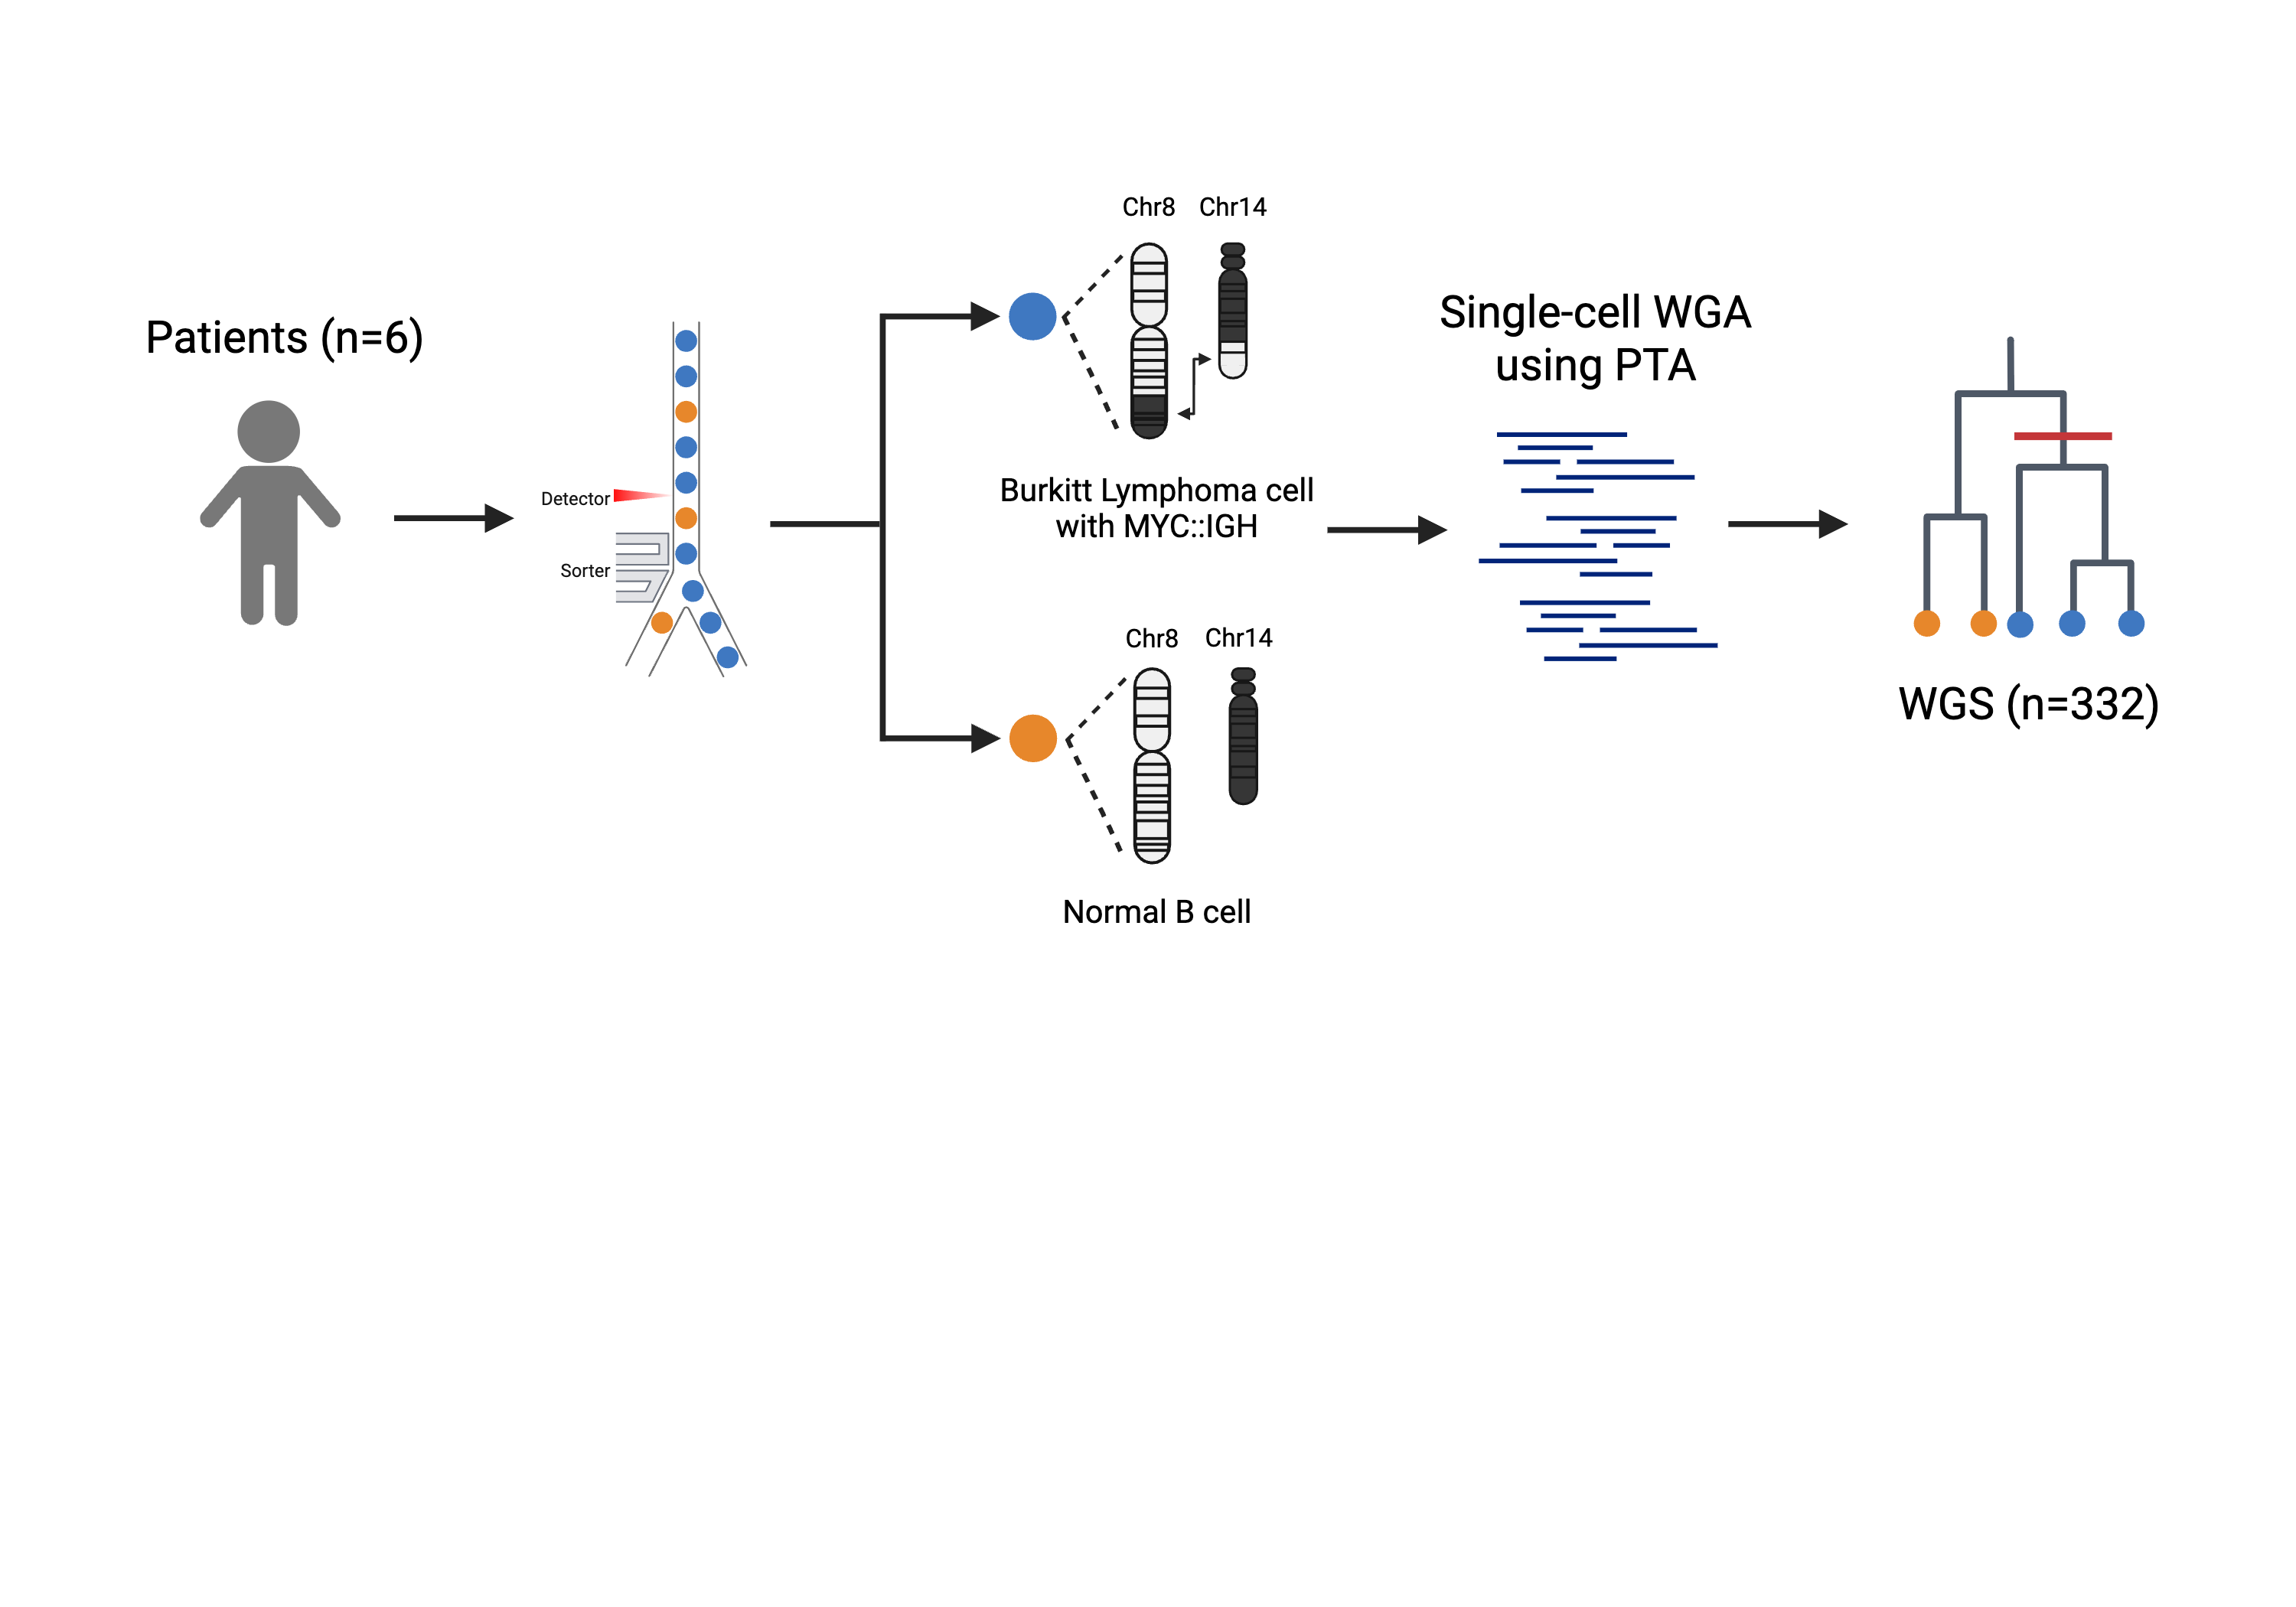 Patients (n=6)
Detector
Sorter
Chr8 Chr14
Burkitt Lymphoma cell
with MYC::IGH
Chr8 Chr14
Normal B cell
Single-cell WGA
using PTA
WGS (n=332)